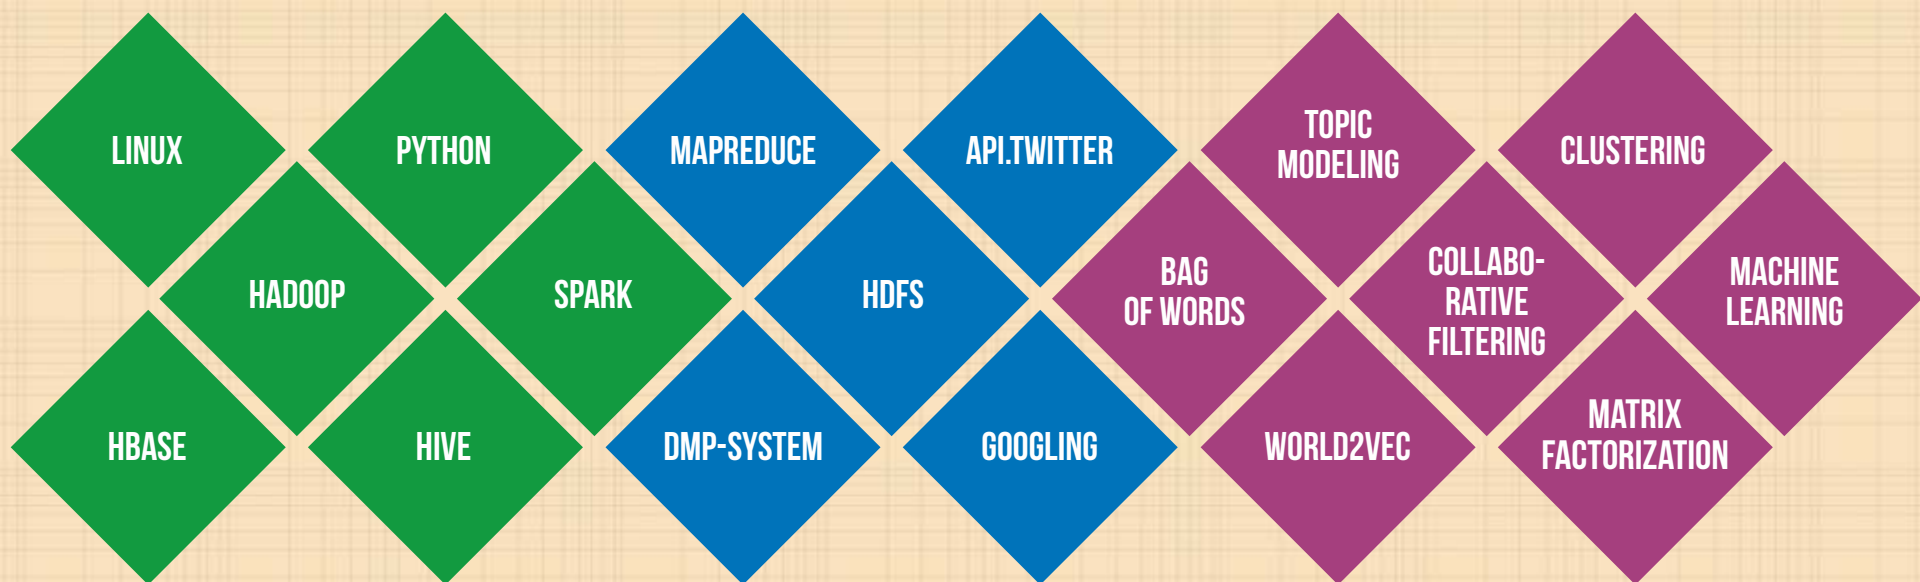 LINUX
PYTHON
MAPREDUCE
API.TWITTER
TOPIC
MODELING
CLUSTERING
HADOOP
SPARK
HDFS
BAG
OF WORDS
COLLABO-
RATIVE
FILTERING
MACHINE
LEARNING
HBASE
HIVE
DMP-SYSTEM
GOOGLING
WORLD2VEC
MATRIX
FACTORIZATION